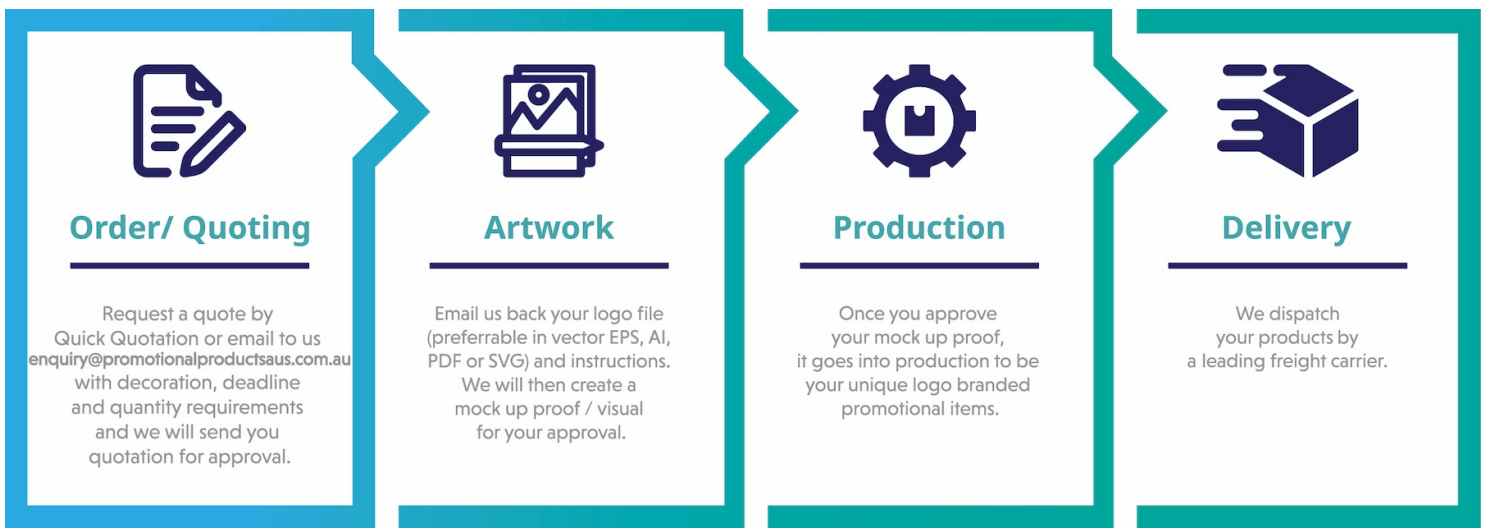 Order/ Quoting
Request a quote by
Quick Quotation or email to us
enquiry@promotionalproductsaus.com.au
with decoration, deadline
and quantity requirements
and we will send you
quotation for approval.
Artwork
Email us back your logo file
(preferrable in vector EPS, AI,
PDF or SVG) and instructions.
We will then create a
mock up proof / visual
for your approval.
Production
Once you approve
your mock up proof,
it goes into production to be
your unique logo branded
promotional items.
Delivery
We dispatch
your products by
a leading freight carrier.